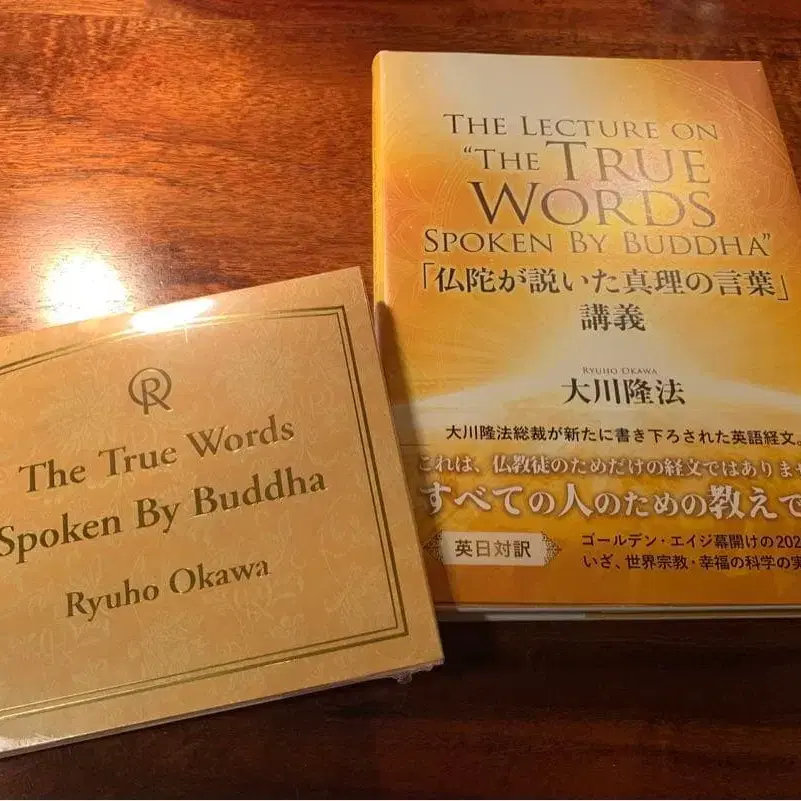 The True Words
Spoken By Buddha
Ryuho Okawa
THE LECTURE ON
"THE TRUE
WORDS
SPOKEN BY BUDDHA"
「仏陀が説いた真理の言葉」
講義
RYUHO OKAWA
大川隆法
大川隆法総裁が新たに書き下ろされた英語経文。
これは、仏教徒のためだけの経文ではありませ
すべての人のための教えで
英日対訳
ゴールデン・エイジ幕開けの202
いざ、世界宗教・幸福の科学の実